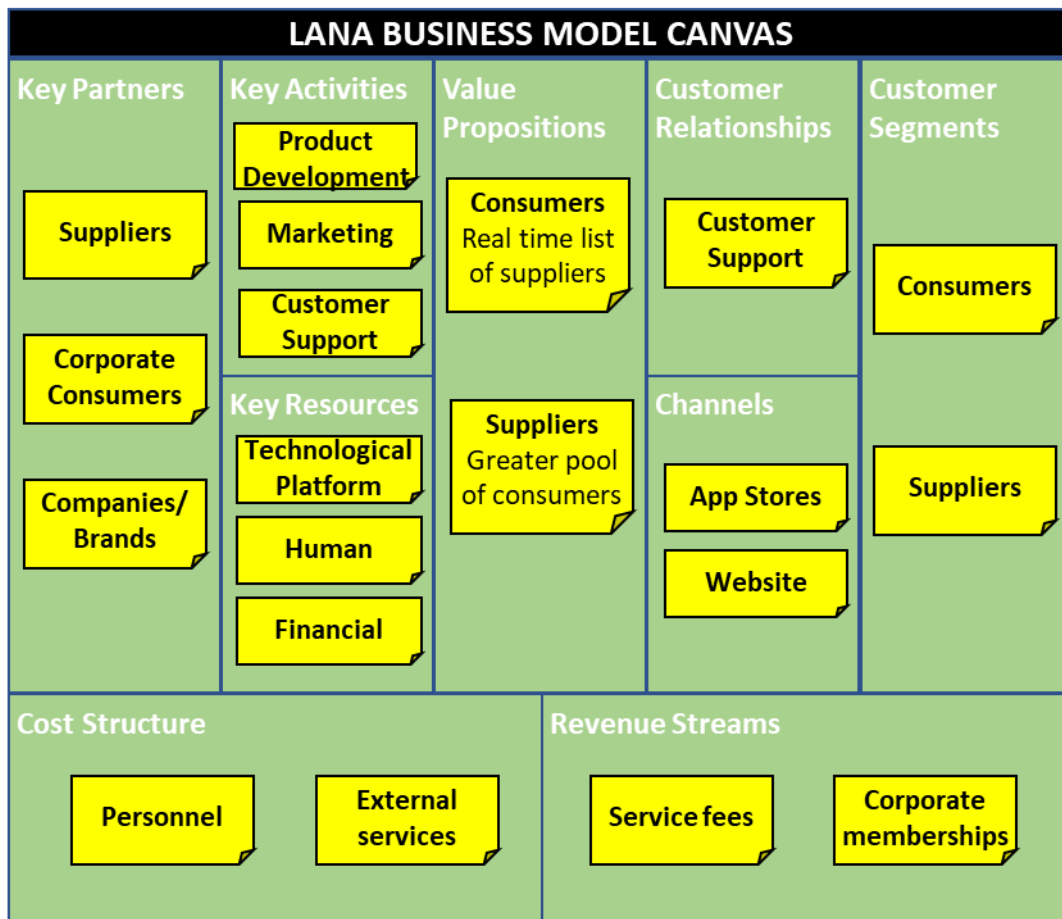 LANA BUSINESS MODEL CANVAS
Key Partners
Suppliers
Corporate
Consumers
Companies/
Brands
Key Activities
Product
Development
Marketing
Customer
Support
Key Resources
Technological
Platform
Human
Financial
Value
Propositions
Consumers
Real time list
of suppliers
Suppliers
Greater pool
of consumers
Customer
Relationships
Customer
Support
Channels
App Stores
Website
Customer
Segments
Consumers
Suppliers
Cost Structure
Personnel
External
services
Revenue Streams
Service fees
Corporate
memberships